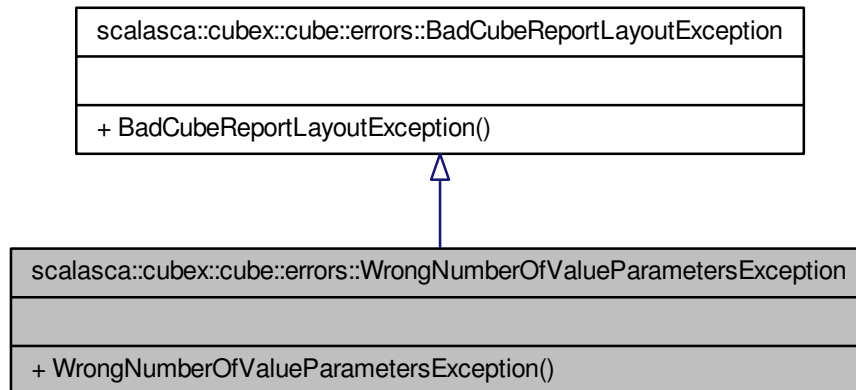 scalasca::cubex::cube::errors::BadCubeReportLayoutException
+ BadCubeReportLayoutException()
scalasca::cubex::cube::errors::WrongNumberOfValueParametersException
+ WrongNumberOfValueParametersException()